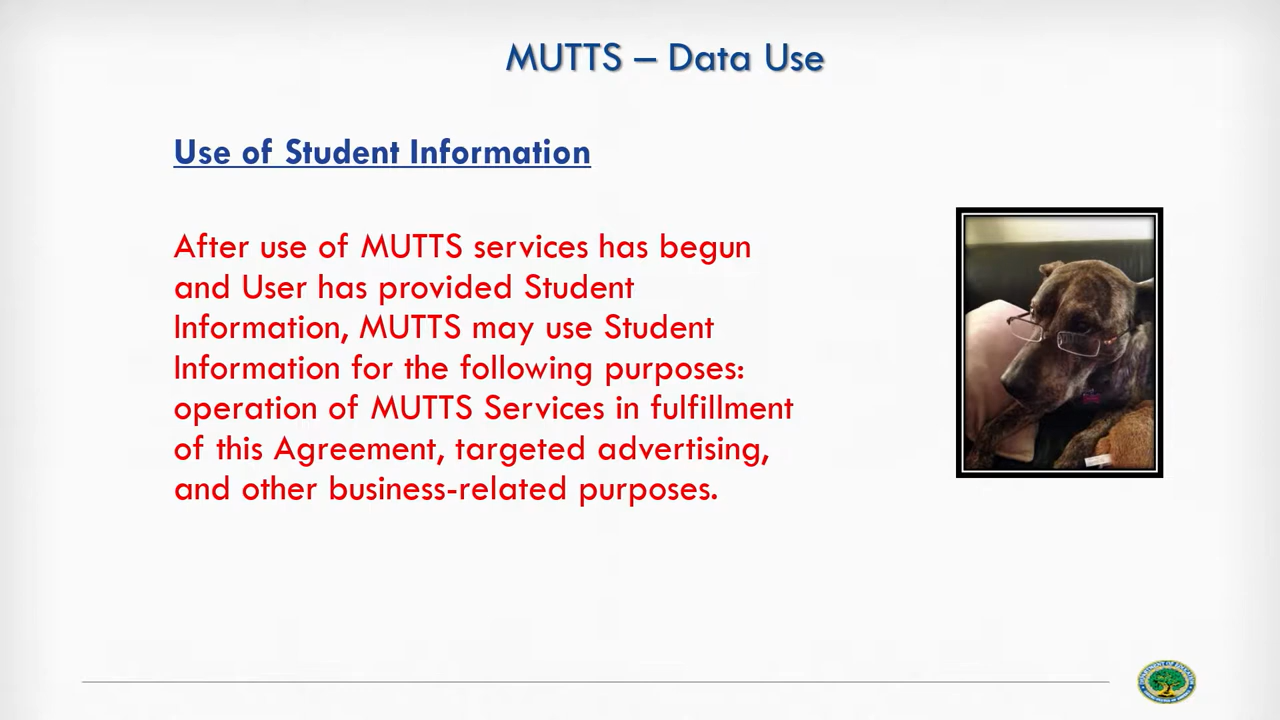 MUTTS – Data Use
Use of Student Information
After use of MUTTS services has begun
and User has provided Student
Information, MUTTS may use Student
Information for the following purposes:
operation of MUTTS Services in fulfillment
of this Agreement, targeted advertising,
and other business-related purposes.